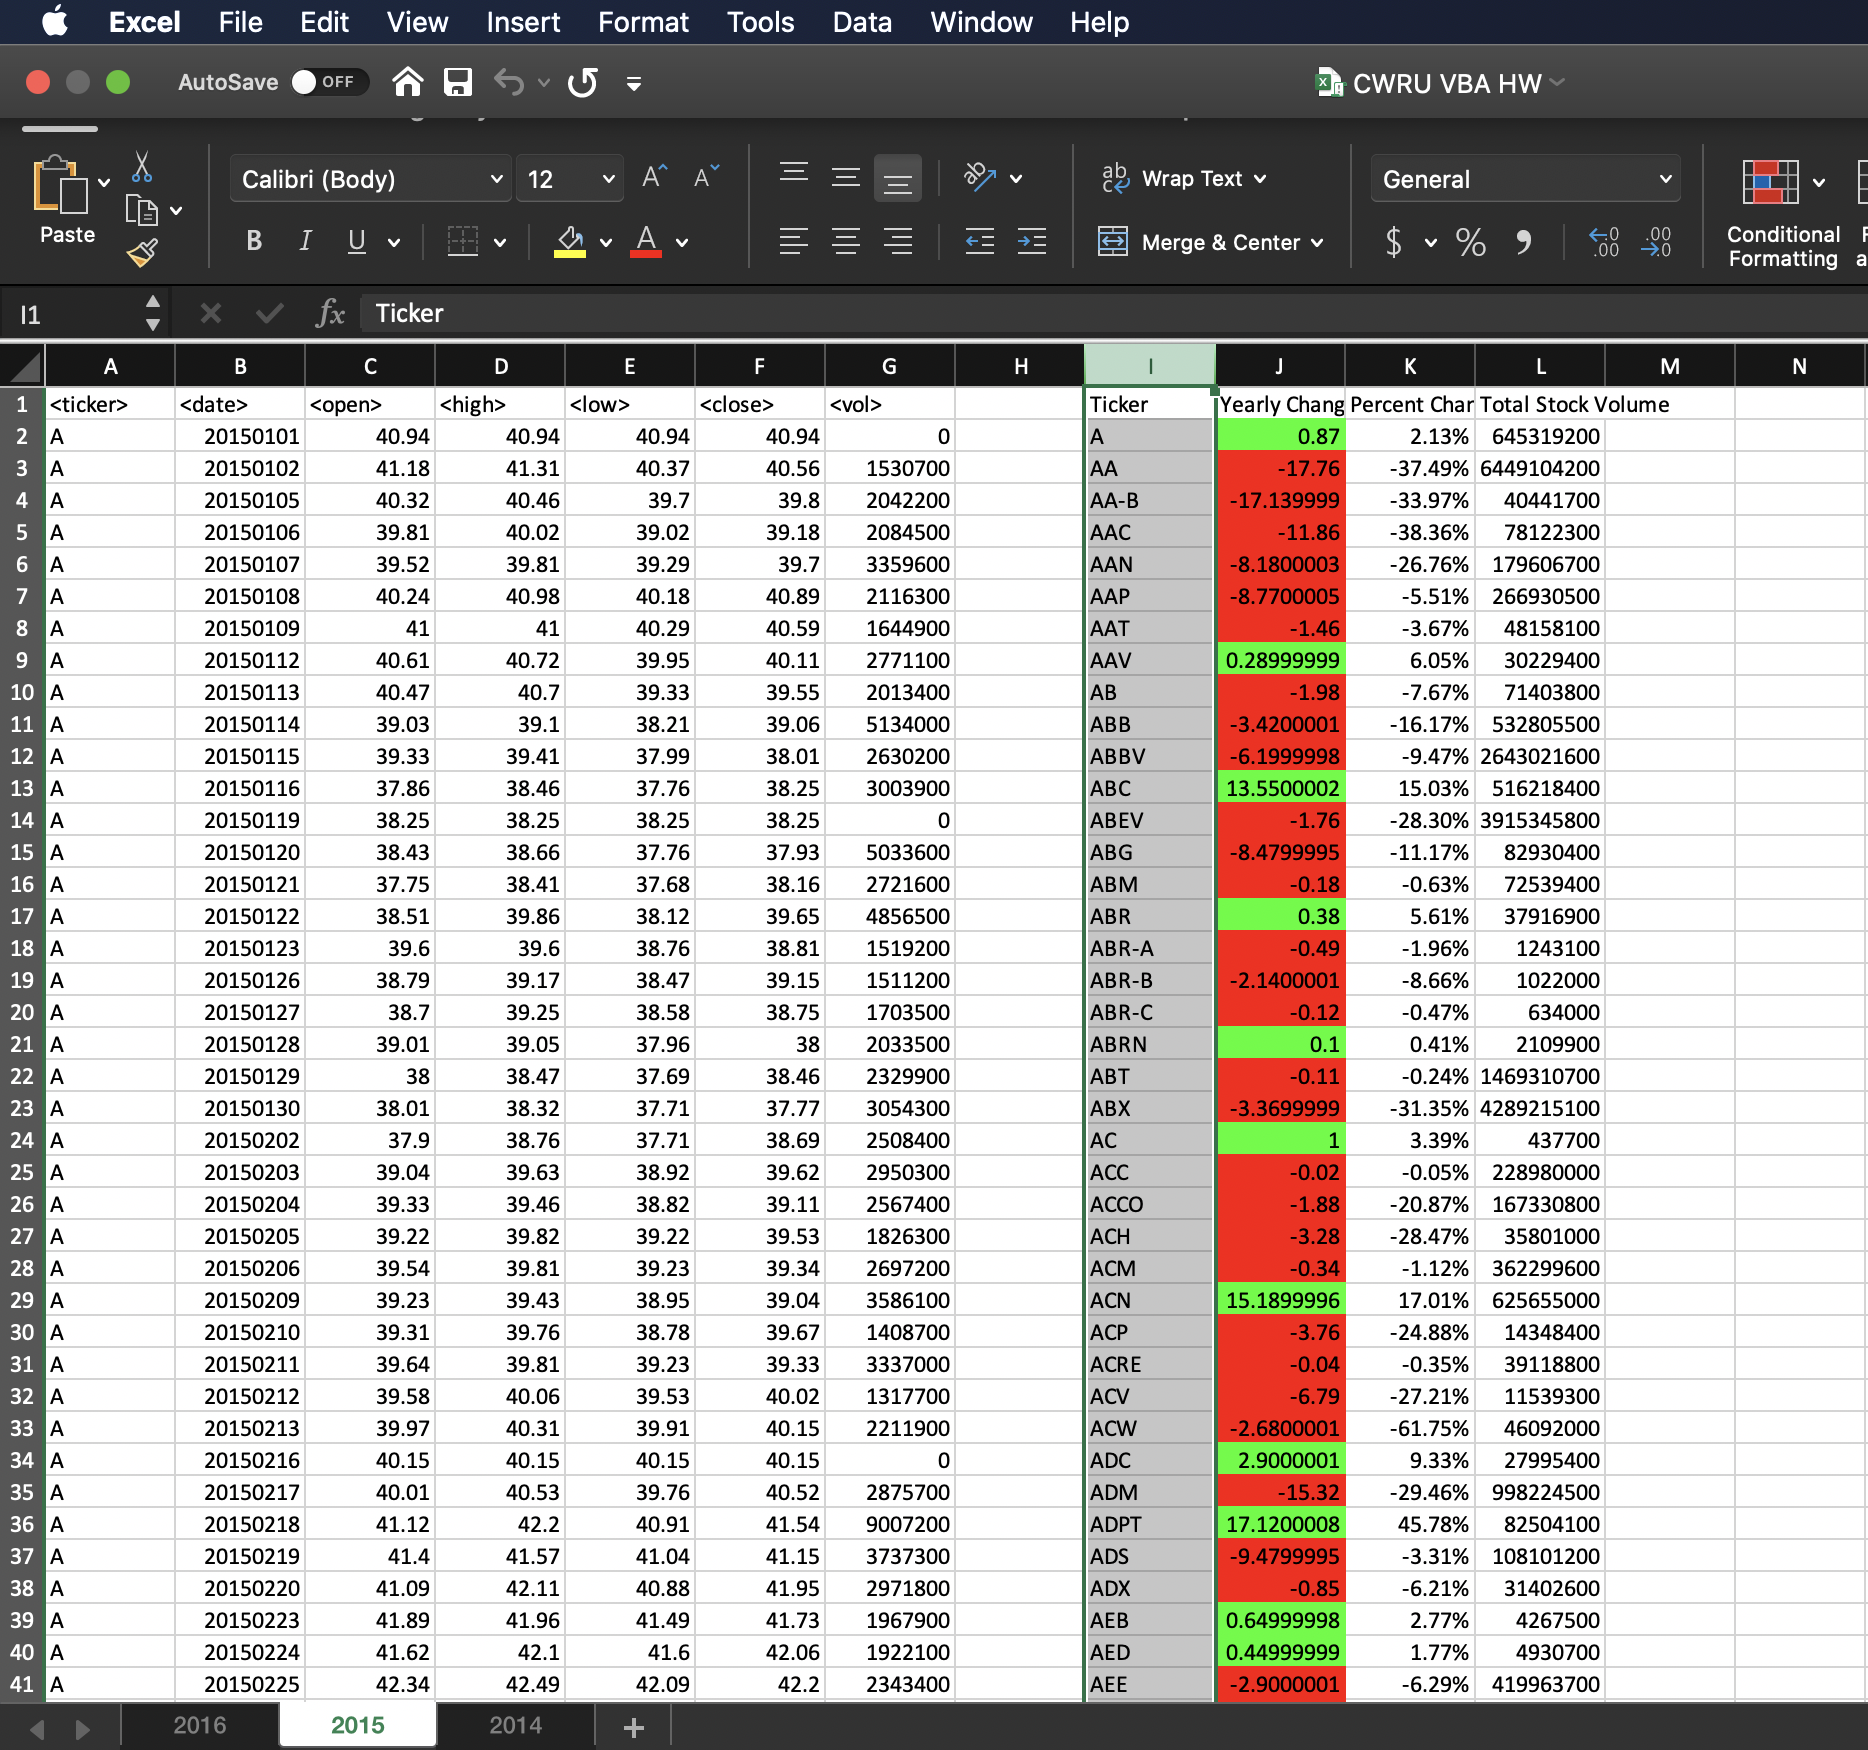 Excel File Edit View Insert Format Tools Data Window Help
AutoSave OFF CWRU VBA HW
Calibri (Body) 12 A A ab Wrap Text General
Paste B I U A Merge & Center $ % Conditional Formatting
I1 fx Ticker
A B C D E F G H I J K L M N
1 <ticker> <date> <open> <high> <low> <close> <vol> Ticker Yearly Chang Percent Char Total Stock Volume
2 A 20150101 40.94 40.94 40.94 40.94 0 A 0.87 2.13% 645319200
3 A 20150102 41.18 41.31 40.37 40.56 1530700 AA -17.76 -37.49% 6449104200
4 A 20150105 40.32 40.46 39.7 39.8 2042200 AA-B -17.139999 -33.97% 40441700
5 A 20150106 39.81 40.02 39.02 39.18 2084500 AAC -11.86 -38.36% 78122300
6 A 20150107 39.52 39.81 39.29 39.7 3359600 AAN -8.1800003 -26.76% 179606700
7 A 20150108 40.24 40.98 40.18 40.89 2116300 AAP -8.7700005 -5.51% 266930500
8 A 20150109 41 41 40.29 40.59 1644900 AAT -1.46 -3.67% 48158100
9 A 20150112 40.61 40.72 39.95 40.11 2771100 AAV 0.28999999 6.05% 30229400
10 A 20150113 40.47 40.7 39.33 39.55 2013400 AB -1.98 -7.67% 71403800
11 A 20150114 39.03 39.1 38.21 39.06 5134000 ABB -3.4200001 -16.17% 532805500
12 A 20150115 39.33 39.41 37.99 38.01 2630200 ABBV -6.1999998 -9.47% 2643021600
13 A 20150116 37.86 38.46 37.76 38.25 3003900 ABC 13.5500002 15.03% 516218400
14 A 20150119 38.25 38.25 38.25 38.25 0 ABEV -1.76 -28.30% 3915345800
15 A 20150120 38.43 38.66 37.76 37.93 5033600 ABG -8.4799995 -11.17% 82930400
16 A 20150121 37.75 38.41 37.68 38.16 2721600 ABM -0.18 -0.63% 72539400
17 A 20150122 38.51 39.86 38.12 39.65 4856500 ABR 0.38 5.61% 37916900
18 A 20150123 39.6 39.6 38.76 38.81 1519200 ABR-A -0.49 -1.96% 1243100
19 A 20150126 38.79 39.17 38.47 39.15 1511200 ABR-B -2.1400001 -8.66% 1022000
20 A 20150127 38.7 39.25 38.58 38.75 1703500 ABR-C -0.12 -0.47% 634000
21 A 20150128 39.01 39.05 37.96 38 2033500 ABRN 0.1 0.41% 2109900
22 A 20150129 38 38.47 37.69 38.46 2329900 ABT -0.11 -0.24% 1469310700
23 A 20150130 38.01 38.32 37.71 37.77 3054300 ABX -3.3699999 -31.35% 4289215100
24 A 20150202 37.9 38.76 37.71 38.69 2508400 AC 1 3.39% 437700
25 A 20150203 39.04 39.63 38.92 39.62 2950300 ACC -0.02 -0.05% 228980000
26 A 20150204 39.33 39.46 38.82 39.11 2567400 ACCO -1.88 -20.87% 167330800
27 A 20150205 39.22 39.82 39.22 39.53 1826300 ACH -3.28 -28.47% 35801000
28 A 20150206 39.54 39.81 39.23 39.34 2697200 ACM -0.34 -1.12% 362299600
29 A 20150209 39.23 39.43 38.95 39.04 3586100 ACN 15.1899996 17.01% 625655000
30 A 20150210 39.31 39.76 38.78 39.67 1408700 ACP -3.76 -24.88% 14348400
31 A 20150211 39.64 39.81 39.23 39.33 3337000 ACRE -0.04 -0.35% 39118800
32 A 20150212 39.58 40.06 39.53 40.02 1317700 ACV -6.79 -27.21% 11539300
33 A 20150213 39.97 40.31 39.91 40.15 2211900 ACW -2.6800001 -61.75% 46092000
34 A 20150216 40.15 40.15 40.15 40.15 0 ADC 2.9000001 9.33% 27995400
35 A 20150217 40.01 40.53 39.76 40.52 2875700 ADM -15.32 -29.46% 998224500
36 A 20150218 41.12 42.2 40.91 41.54 9007200 ADPT 17.1200008 45.78% 82504100
37 A 20150219 41.4 41.57 41.04 41.15 3737300 ADS -9.4799995 -3.31% 108101200
38 A 20150220 41.09 42.11 40.88 41.95 2971800 ADX -0.85 -6.21% 31402600
39 A 20150223 41.89 41.96 41.49 41.73 1967900 AEB 0.64999998 2.77% 4267500
40 A 20150224 41.62 42.1 41.6 42.06 1922100 AED 0.44999999 1.77% 4930700
41 A 20150225 42.34 42.49 42.09 42.2 2343400 AEE -2.9000001 -6.29% 419963700
2016 2015 2014 +